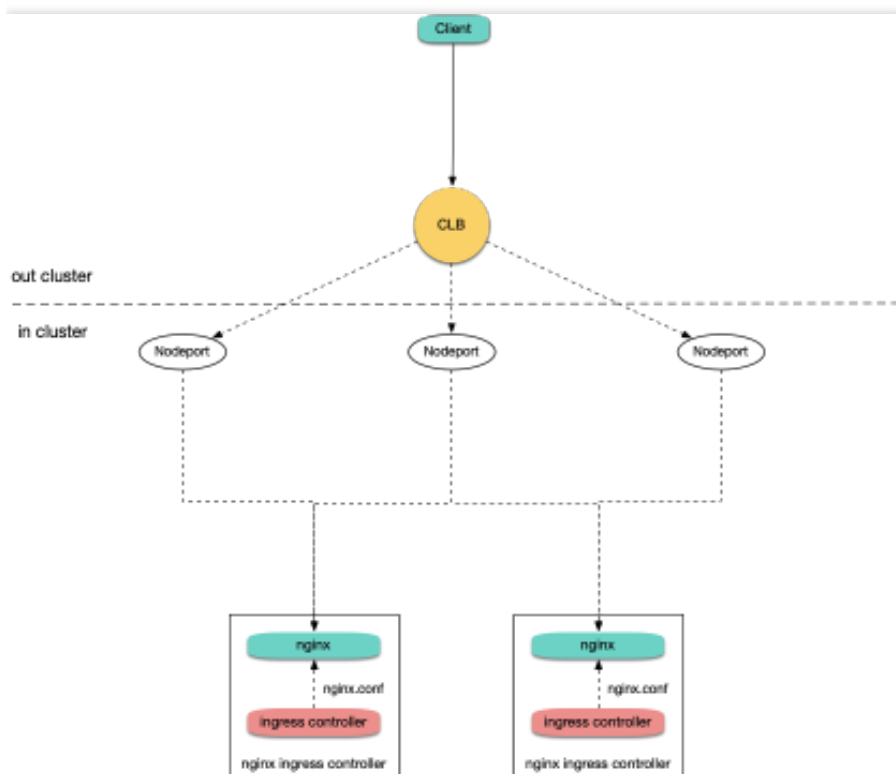 Client
CLB
out cluster
in cluster
Nodeport
Nodeport
Nodeport
nginx
nginx
nginx.conf
nginx.conf
ingress controller
ingress controller
nginx ingress controller
nginx ingress controller